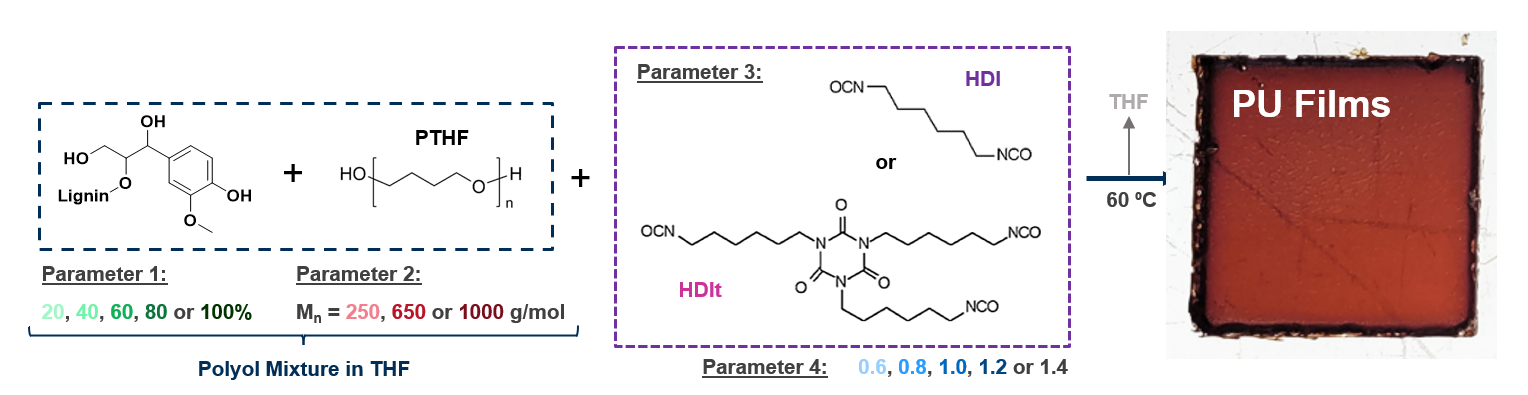 Parameter 3:
HDI
OCN
NCO
or
OCN
NCO
O
N
N
O
O
N
HDIt
NCO
OH
HO
O
Lignin
OH
O
+
PTHF
HO
O
H
n
+
Parameter 1:
20, 40, 60, 80 or 100%
Parameter 2:
Mn = 250, 650 or 1000 g/mol
Polyol Mixture in THF
Parameter 4: 0.6, 0.8, 1.0, 1.2 or 1.4
THF
60 ºC
PU Films